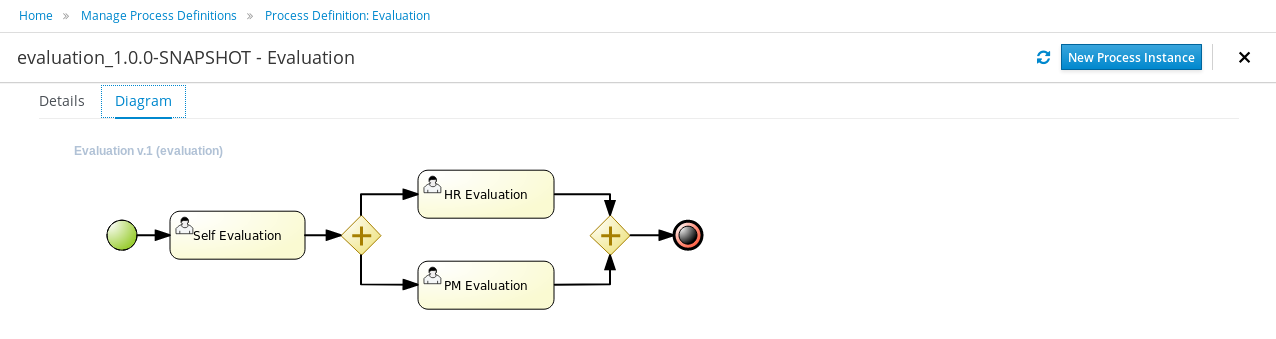 Home » Manage Process Definitions » Process Definition: Evaluation
evaluation_1.0.0-SNAPSHOT - Evaluation
New Process Instance
Details
Diagram
Evaluation v.1 (evaluation)
Self Evaluation
HR Evaluation
PM Evaluation